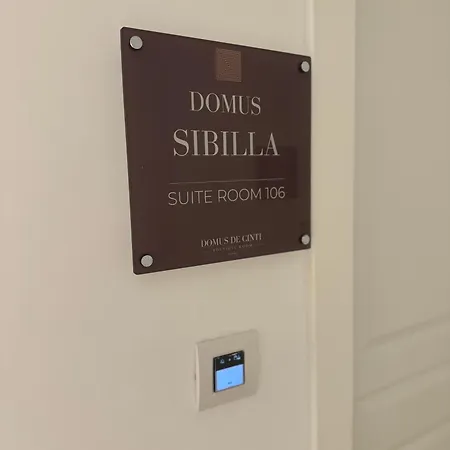 DOMUS
SIBILLA
SUITE ROOM 106
DOMUS DE CINTI